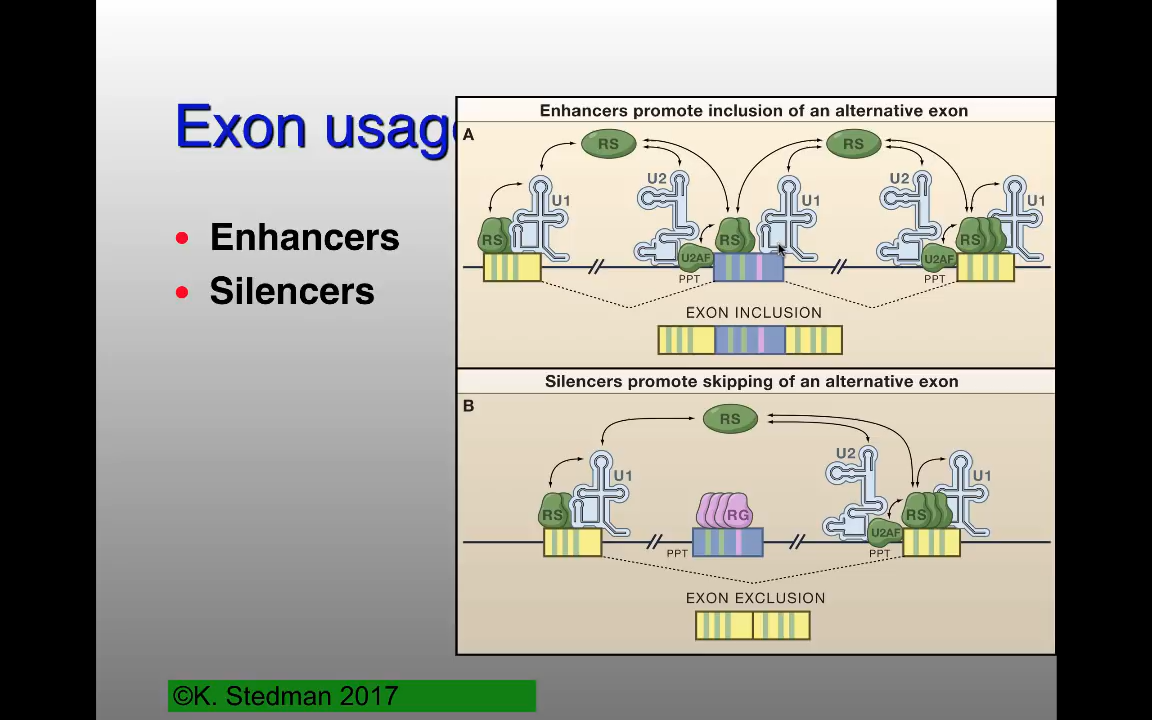 Exon usag
Enhancers
Silencers
Enhancers promote inclusion of an alternative exon
A
RS
RS
U2
U2
U1
U1
U1
RS
RS
RS
U2AF
U2AF
PPT
PPT
EXON INCLUSION
Silencers promote skipping of an alternative exon
B
RS
U2
U1
U1
RS
RG
RS
U2AF
PPT
PPT
EXON EXCLUSION
©K. Stedman 2017